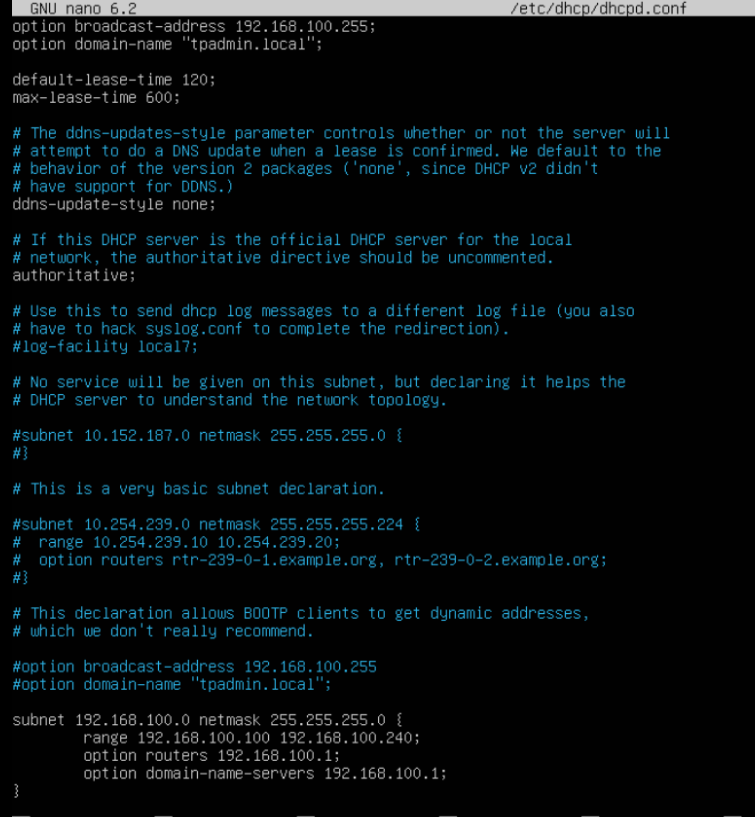 GNU nano 6.2 /etc/dhcp/dhcpd.conf
option broadcast-address 192.168.100.255;
option domain-name "tpadmin.local";
default-lease-time 120;
max-lease-time 600;
# The ddns-updates-style parameter controls whether or not the server will
# attempt to do a DNS update when a lease is confirmed. We default to the
# behavior of the version 2 packages ('none', since DHCP v2 didn't
# have support for DDNS.)
ddns-update-style none;
# If this DHCP server is the official DHCP server for the local
# network, the authoritative directive should be uncommented.
authoritative;
# Use this to send dhcp log messages to a different log file (you also
# have to hack syslog.conf to complete the redirection).
#log-facility local7;
# No service will be given on this subnet, but declaring it helps the
# DHCP server to understand the network topology.
#subnet 10.152.187.0 netmask 255.255.255.0 {
#}
# This is a very basic subnet declaration.
#subnet 10.254.239.0 netmask 255.255.255.224 {
#  range 10.254.239.10 10.254.239.20;
#  option routers rtr-239-0-1.example.org, rtr-239-0-2.example.org;
#}
# This declaration allows BOOTP clients to get dynamic addresses,
# which we don't really recommend.
#option broadcast-address 192.168.100.255
#option domain-name "tpadmin.local";
subnet 192.168.100.0 netmask 255.255.255.0 {
        range 192.168.100.100 192.168.100.240;
        option routers 192.168.100.1;
        option domain-name-servers 192.168.100.1;
}